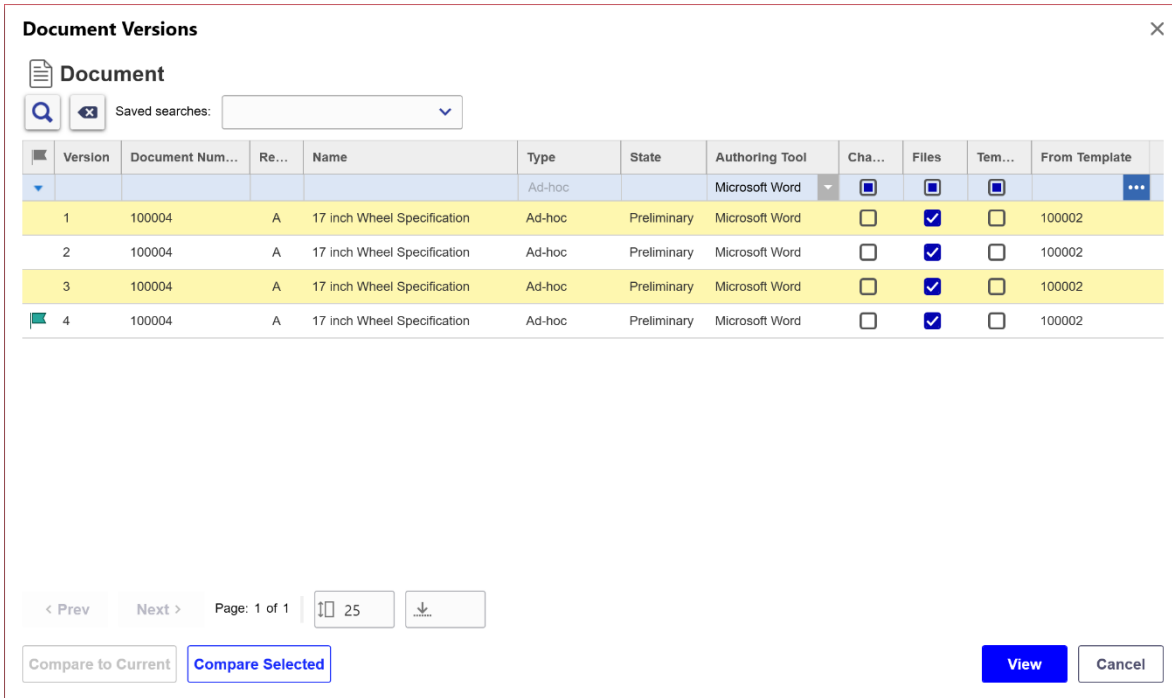 Document Versions
Document
Saved searches:
Version Document Num... Re... Name Type State Authoring Tool Cha... Files Tem... From Template
Ad-hoc Microsoft Word
1 100004 A 17 inch Wheel Specification Ad-hoc Preliminary Microsoft Word 100002
2 100004 A 17 inch Wheel Specification Ad-hoc Preliminary Microsoft Word 100002
3 100004 A 17 inch Wheel Specification Ad-hoc Preliminary Microsoft Word 100002
4 100004 A 17 inch Wheel Specification Ad-hoc Preliminary Microsoft Word 100002
< Prev Next > Page: 1 of 1 25
Compare to Current Compare Selected View Cancel